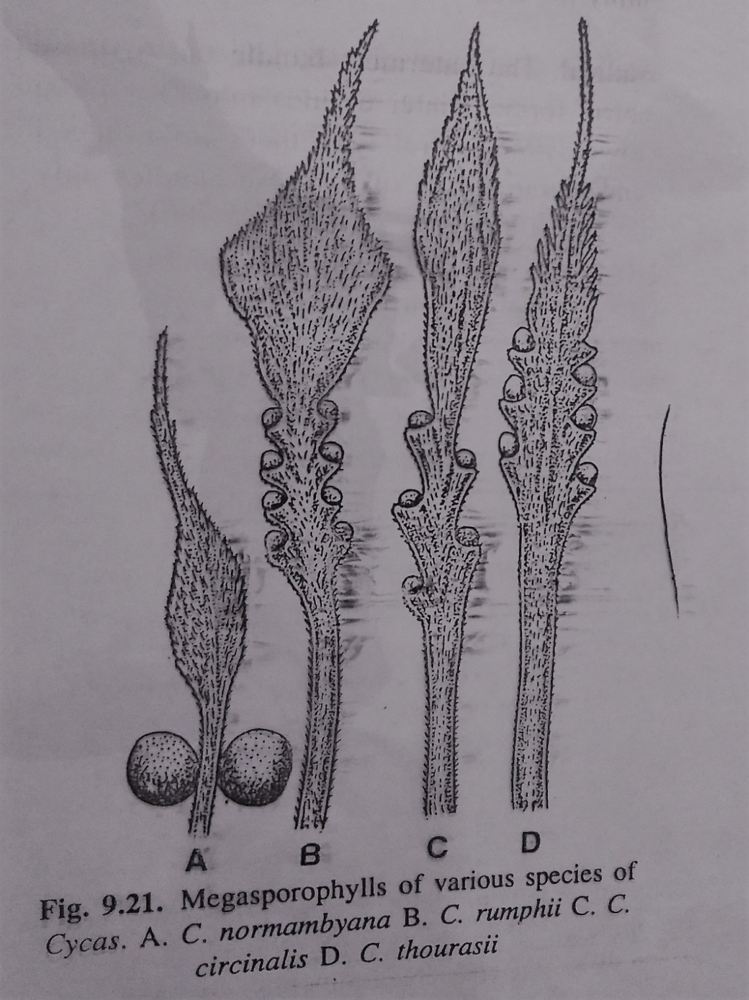 A B C D
Fig. 9.21. Megasporophylls of various species of
Cycas. A. C. normambyana B. C. rumphii C. C.
circinalis D. C. thourasii